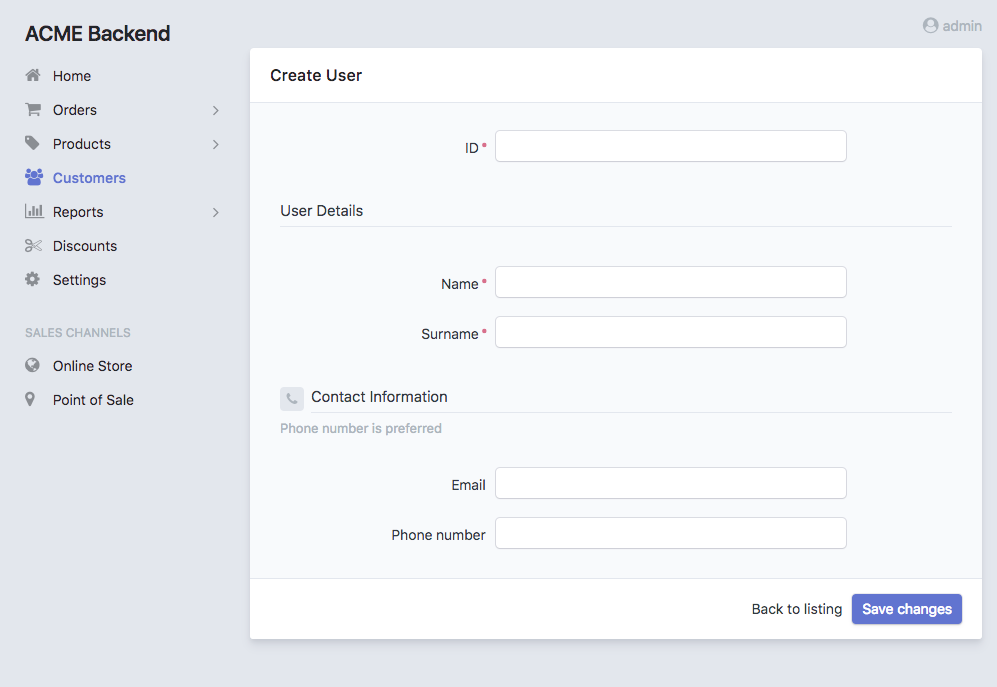 ACME Backend
admin
Home
Orders
Products
Customers
Reports
Discounts
Settings
SALES CHANNELS
Online Store
Point of Sale
Create User
ID *
User Details
Name *
Surname *
Contact Information
Phone number is preferred
Email
Phone number
Back to listing
Save changes